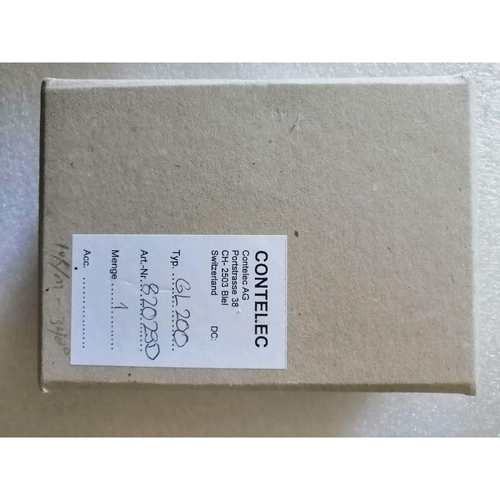 CONTELEC
Contelec AG
Portstrasse 38
CH- 2503 Biel DC:
Switzerland
Typ. GL 200
Art.-Nr. 820230
Menge 1
Acc.